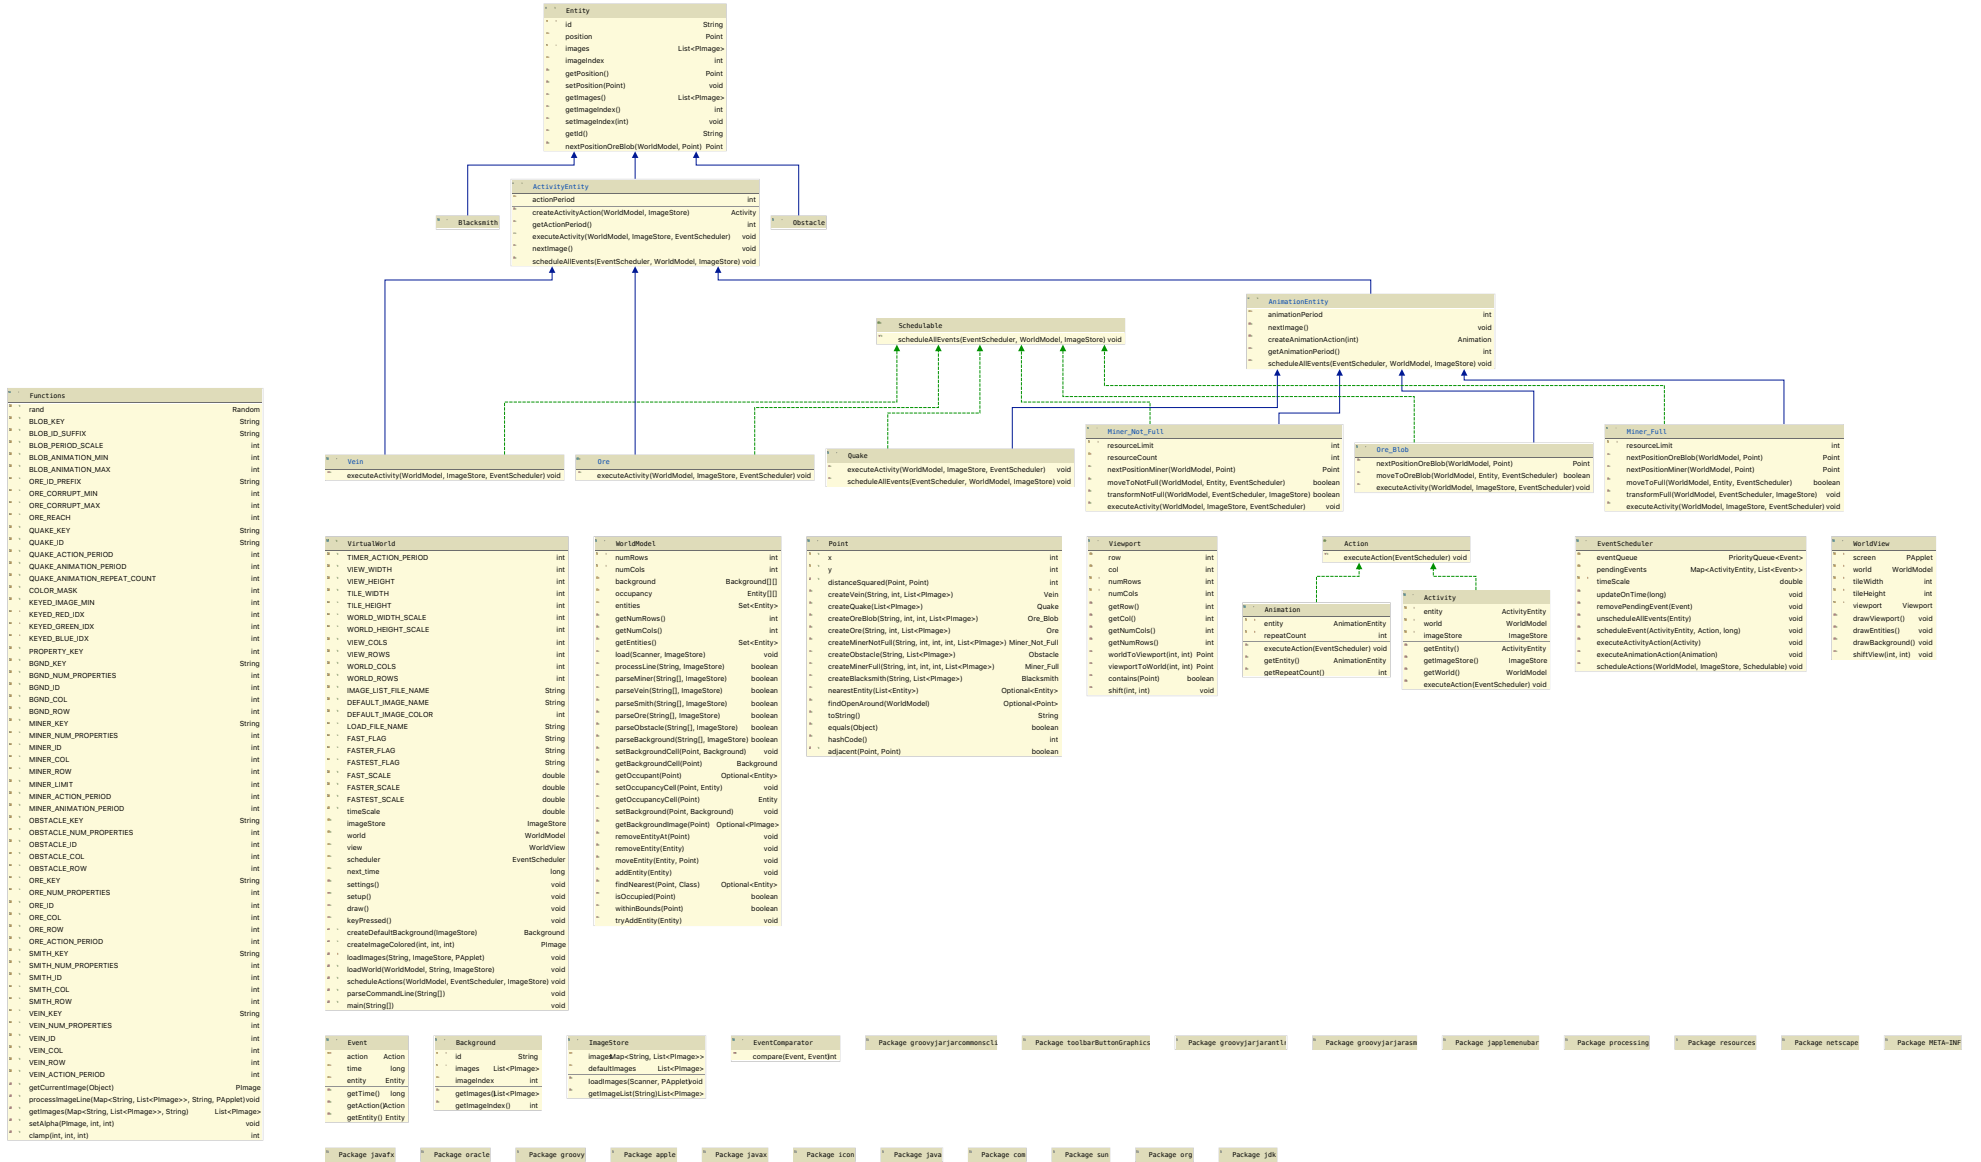 Entity
id String
position Point
images List<PImage>
imageIndex int
getPosition() Point
setPosition(Point) void
getImages() List<PImage>
getImageIndex() int
setImageIndex(int) void
getId() String
nextPositionOreBlob(WorldModel, Point) Point
Blacksmith
ActivityEntity
actionPeriod int
createActivityAction(WorldModel, ImageStore) Activity
getActionPeriod() int
executeActivity(WorldModel, ImageStore, EventScheduler) void
nextImage() void
scheduleAllEvents(EventScheduler, WorldModel, ImageStore) void
Obstacle
Schedulable
scheduleAllEvents(EventScheduler, WorldModel, ImageStore) void
AnimationEntity
animationPeriod int
nextImage() void
createAnimationAction(int) Animation
getAnimationPeriod() int
scheduleAllEvents(EventScheduler, WorldModel, ImageStore) void
Functions
rand Random
BLOB_KEY String
BLOB_ID_SUFFIX String
BLOB_PERIOD_SCALE int
BLOB_ANIMATION_MIN int
BLOB_ANIMATION_MAX int
ORE_ID_PREFIX String
ORE_CORRUPT_MIN int
ORE_CORRUPT_MAX int
ORE_REACH int
QUAKE_KEY String
QUAKE_ID String
QUAKE_ACTION_PERIOD int
QUAKE_ANIMATION_PERIOD int
QUAKE_ANIMATION_REPEAT_COUNT int
COLOR_MASK int
KEYED_IMAGE_MIN int
KEYED_RED_IDX int
KEYED_GREEN_IDX int
KEYED_BLUE_IDX int
PROPERTY_KEY int
BGND_KEY String
BGND_NUM_PROPERTIES int
BGND_ID int
BGND_COL int
BGND_ROW int
MINER_KEY String
MINER_NUM_PROPERTIES int
MINER_ID int
MINER_COL int
MINER_ROW int
MINER_LIMIT int
MINER_ACTION_PERIOD int
MINER_ANIMATION_PERIOD int
OBSTACLE_KEY String
OBSTACLE_NUM_PROPERTIES int
OBSTACLE_ID int
OBSTACLE_COL int
OBSTACLE_ROW int
ORE_KEY String
ORE_NUM_PROPERTIES int
ORE_ID int
ORE_COL int
ORE_ROW int
ORE_ACTION_PERIOD int
SMITH_KEY String
SMITH_NUM_PROPERTIES int
SMITH_ID int
SMITH_COL int
SMITH_ROW int
VEIN_KEY String
VEIN_NUM_PROPERTIES int
VEIN_ID int
VEIN_COL int
VEIN_ROW int
VEIN_ACTION_PERIOD int
getCurrentImage(Object) PImage
processImageLine(Map<String, List<PImage>>, String, PApplet) void
getImages(Map<String, List<PImage>>, String) List<PImage>
setAlpha(PImage, int, int) void
clamp(int, int, int) int
Vein
executeActivity(WorldModel, ImageStore, EventScheduler) void
Ore
executeActivity(WorldModel, ImageStore, EventScheduler) void
Quake
executeActivity(WorldModel, ImageStore, EventScheduler) void
scheduleAllEvents(EventScheduler, WorldModel, ImageStore) void
Miner_Not_Full
resourceLimit int
resourceCount int
nextPositionMiner(WorldModel, Point) Point
moveToNotFull(WorldModel, Entity, EventScheduler) boolean
transformNotFull(WorldModel, EventScheduler, ImageStore) boolean
executeActivity(WorldModel, ImageStore, EventScheduler) void
Ore_Blob
nextPositionOreBlob(WorldModel, Point) Point
moveToOreBlob(WorldModel, Entity, EventScheduler) boolean
executeActivity(WorldModel, ImageStore, EventScheduler) void
Miner_Full
resourceLimit int
nextPositionOreBlob(WorldModel, Point) Point
nextPositionMiner(WorldModel, Point) Point
moveToFull(WorldModel, Entity, EventScheduler) boolean
transformFull(WorldModel, EventScheduler, ImageStore) void
executeActivity(WorldModel, ImageStore, EventScheduler) void
VirtualWorld
TIMER_ACTION_PERIOD int
VIEW_WIDTH int
VIEW_HEIGHT int
TILE_WIDTH int
TILE_HEIGHT int
WORLD_WIDTH_SCALE int
WORLD_HEIGHT_SCALE int
VIEW_COLS int
VIEW_ROWS int
WORLD_COLS int
WORLD_ROWS int
IMAGE_LIST_FILE_NAME String
DEFAULT_IMAGE_NAME String
DEFAULT_IMAGE_COLOR int
LOAD_FILE_NAME String
FAST_FLAG String
FASTER_FLAG String
FASTEST_FLAG String
FAST_SCALE double
FASTER_SCALE double
FASTEST_SCALE double
timeScale double
imageStore ImageStore
world WorldModel
view WorldView
scheduler EventScheduler
next_time long
settings() void
setup() void
draw() void
keyPressed() void
createDefaultBackground(ImageStore) Background
createImageColored(int, int, int) PImage
loadImages(String, ImageStore, PApplet) void
loadWorld(WorldModel, String, ImageStore) void
scheduleActions(WorldModel, EventScheduler, ImageStore) void
parseCommandLine(String[]) void
main(String[]) void
WorldModel
numRows int
numCols int
background Background[][]
occupancy Entity[][]
entities Set<Entity>
getNumRows() int
getNumCols() int
getEntities() Set<Entity>
load(Scanner, ImageStore) void
processLine(String, ImageStore) boolean
parseMiner(String[], ImageStore) boolean
parseVein(String[], ImageStore) boolean
parseSmith(String[], ImageStore) boolean
parseOre(String[], ImageStore) boolean
parseObstacle(String[], ImageStore) boolean
parseBackground(String[], ImageStore) boolean
setBackgroundCell(Point, Background) void
getBackgroundCell(Point) Background
getOccupant(Point) Optional<Entity>
setOccupancyCell(Point, Entity) void
getOccupancyCell(Point) Entity
setBackground(Point, Background) void
getBackgroundImage(Point) Optional<PImage>
removeEntityAt(Point) void
removeEntity(Entity) void
moveEntity(Entity, Point) void
addEntity(Entity) void
findNearest(Point, Class) Optional<Entity>
isOccupied(Point) boolean
withinBounds(Point) boolean
tryAddEntity(Entity) void
Point
x int
y int
distanceSquared(Point, Point) int
createVein(String, int, List<PImage>) Vein
createQuake(List<PImage>) Quake
createOreBlob(String, int, int, List<PImage>) Ore_Blob
createOre(String, int, List<PImage>) Ore
createMinerNotFull(String, int, int, int, List<PImage>) Miner_Not_Full
createObstacle(String, List<PImage>) Obstacle
createMinerFull(String, int, int, int, List<PImage>) Miner_Full
createBlacksmith(String, List<PImage>) Blacksmith
nearestEntity(List<Entity>) Optional<Entity>
findOpenAround(WorldModel) Optional<Point>
toString() String
equals(Object) boolean
hashCode() int
adjacent(Point, Point) boolean
Viewport
row int
col int
numRows int
numCols int
getRow() int
getCol() int
getNumCols() int
getNumRows() int
worldToViewport(int, int) Point
viewportToWorld(int, int) Point
contains(Point) boolean
shift(int, int) void
Action
executeAction(EventScheduler) void
Animation
entity AnimationEntity
repeatCount int
executeAction(EventScheduler) void
getEntity() AnimationEntity
getRepeatCount() int
Activity
entity ActivityEntity
world WorldModel
imageStore ImageStore
getEntity() ActivityEntity
getImageStore() ImageStore
getWorld() WorldModel
executeAction(EventScheduler) void
EventScheduler
eventQueue PriorityQueue<Event>
pendingEvents Map<ActivityEntity, List<Event>>
timeScale double
updateOnTime(long) void
removePendingEvent(Event) void
unscheduleAllEvents(Entity) void
scheduleEvent(ActivityEntity, Action, long) void
executeActivityAction(Activity) void
executeAnimationAction(Animation) void
scheduleActions(WorldModel, ImageStore, Schedulable) void
WorldView
screen PApplet
world WorldModel
tileWidth int
tileHeight int
viewport Viewport
drawViewport() void
drawEntities() void
drawBackground() void
shiftView(int, int) void
Event
action Action
time long
entity Entity
getTime() long
getAction() Action
getEntity() Entity
Background
id String
images List<PImage>
imageIndex int
getImages() List<PImage>
getImageIndex() int
ImageStore
images Map<String, List<PImage>>
defaultImages List<PImage>
loadImages(Scanner, PApplet) void
getImageList(String) List<PImage>
EventComparator
compare(Event, Event) int
Package groovyjarjarcommonscli
Package toolbarButtonGraphics
Package groovyjarjarantlr
Package groovyjarjarasm
Package japplemenubar
Package processing
Package resources
Package netscape
Package META-INF
Package javafx
Package oracle
Package groovy
Package apple
Package javax
Package icon
Package java
Package com
Package sun
Package org
Package jdk